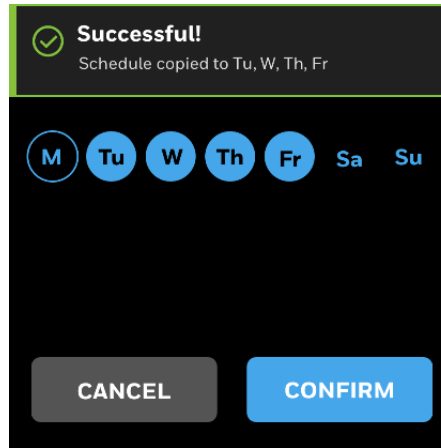 Successful!
Schedule copied to Tu, W, Th, Fr
M Tu W Th Fr Sa Su
CANCEL CONFIRM